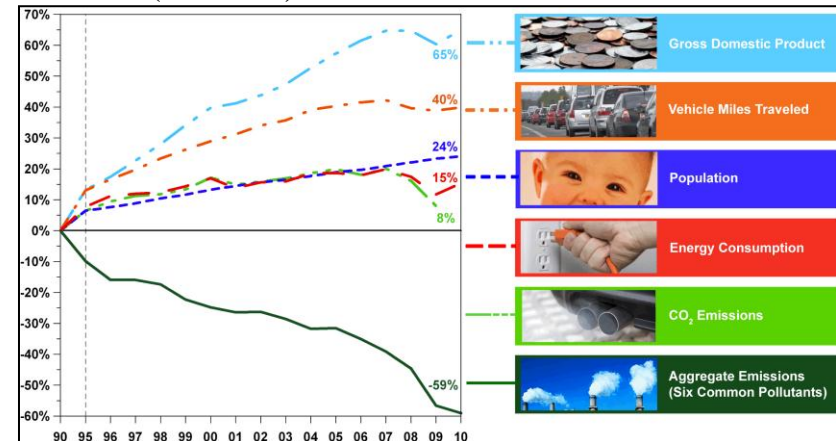 70%
60%
50%
40%
30%
20%
10%
0%
-10%
-20%
-30%
-40%
-50%
-60%
90 95 96 97 98 99 00 01 02 03 04 05 06 07 08 09 10
65%
40%
24%
15%
8%
-59%
Gross Domestic Product
Vehicle Miles Traveled
Population
Energy Consumption
CO₂ Emissions
Aggregate Emissions
(Six Common Pollutants)